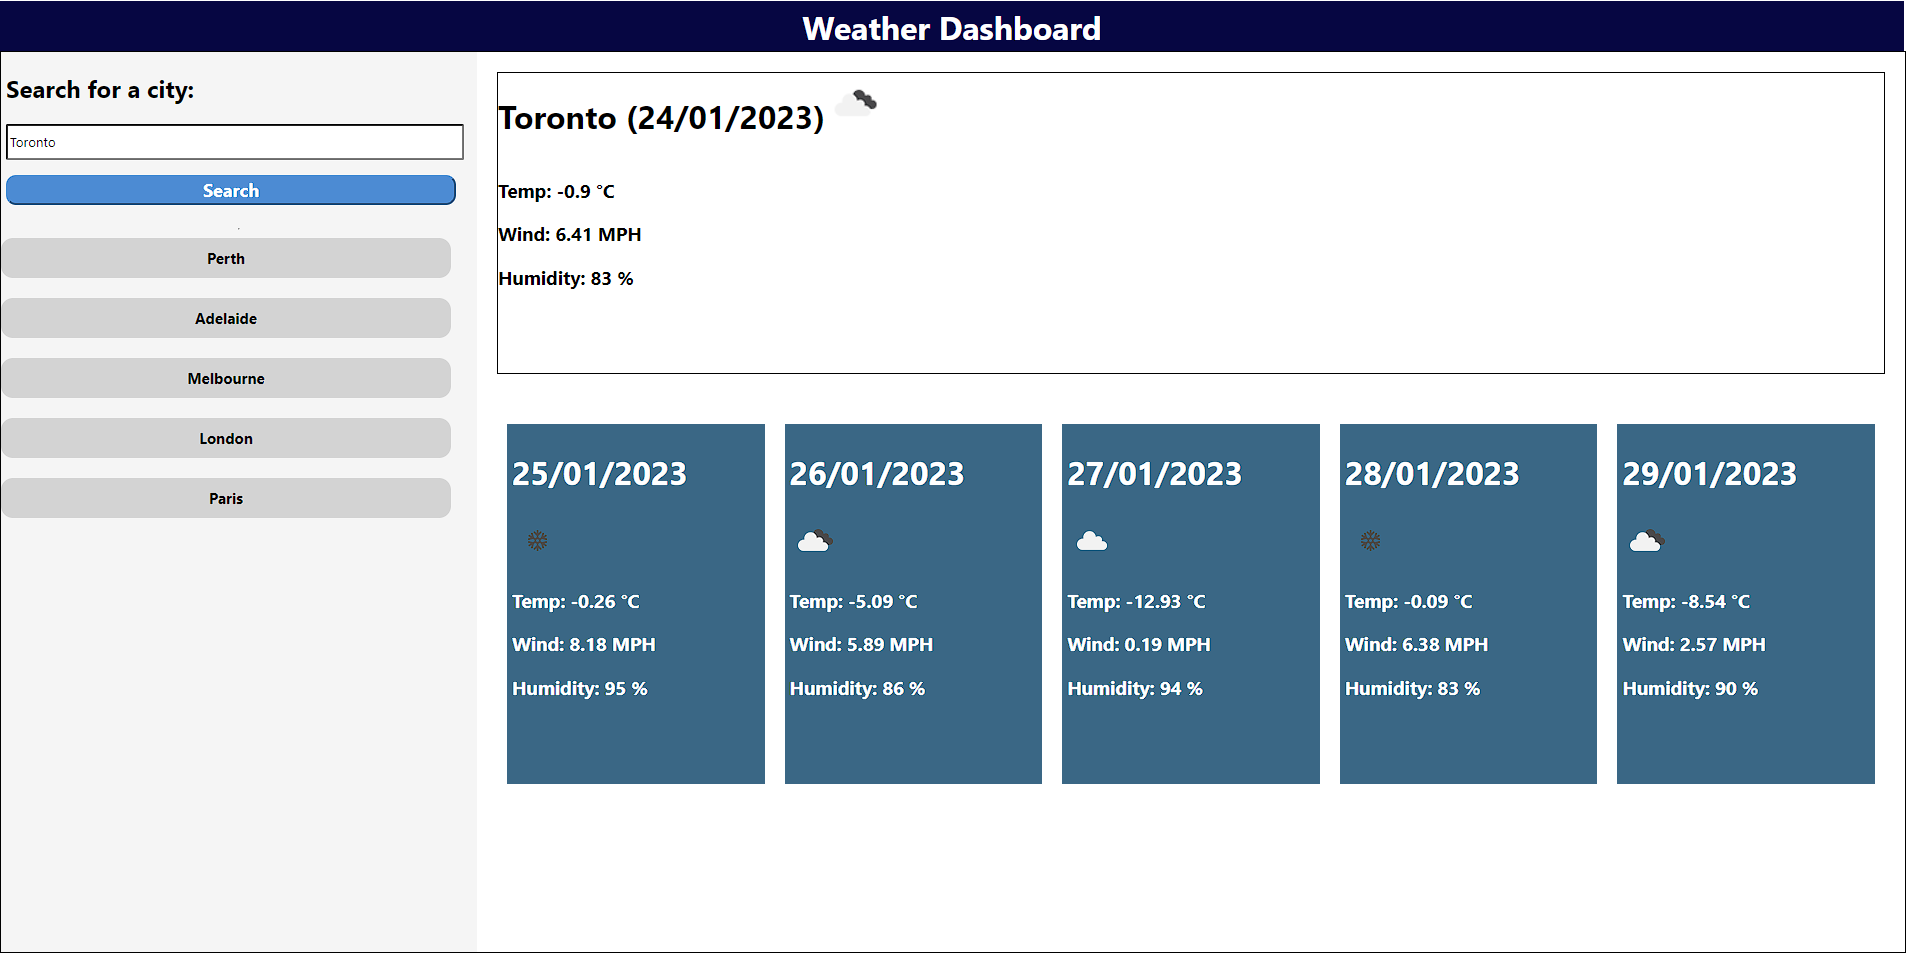 Weather Dashboard
Search for a city:
Toronto
Search
Perth
Adelaide
Melbourne
London
Paris
Toronto (24/01/2023)
Temp: -0.9 °C
Wind: 6.41 MPH
Humidity: 83 %
25/01/2023
Temp: -0.26 °C
Wind: 8.18 MPH
Humidity: 95 %
26/01/2023
Temp: -5.09 °C
Wind: 5.89 MPH
Humidity: 86 %
27/01/2023
Temp: -12.93 °C
Wind: 0.19 MPH
Humidity: 94 %
28/01/2023
Temp: -0.09 °C
Wind: 6.38 MPH
Humidity: 83 %
29/01/2023
Temp: -8.54 °C
Wind: 2.57 MPH
Humidity: 90 %